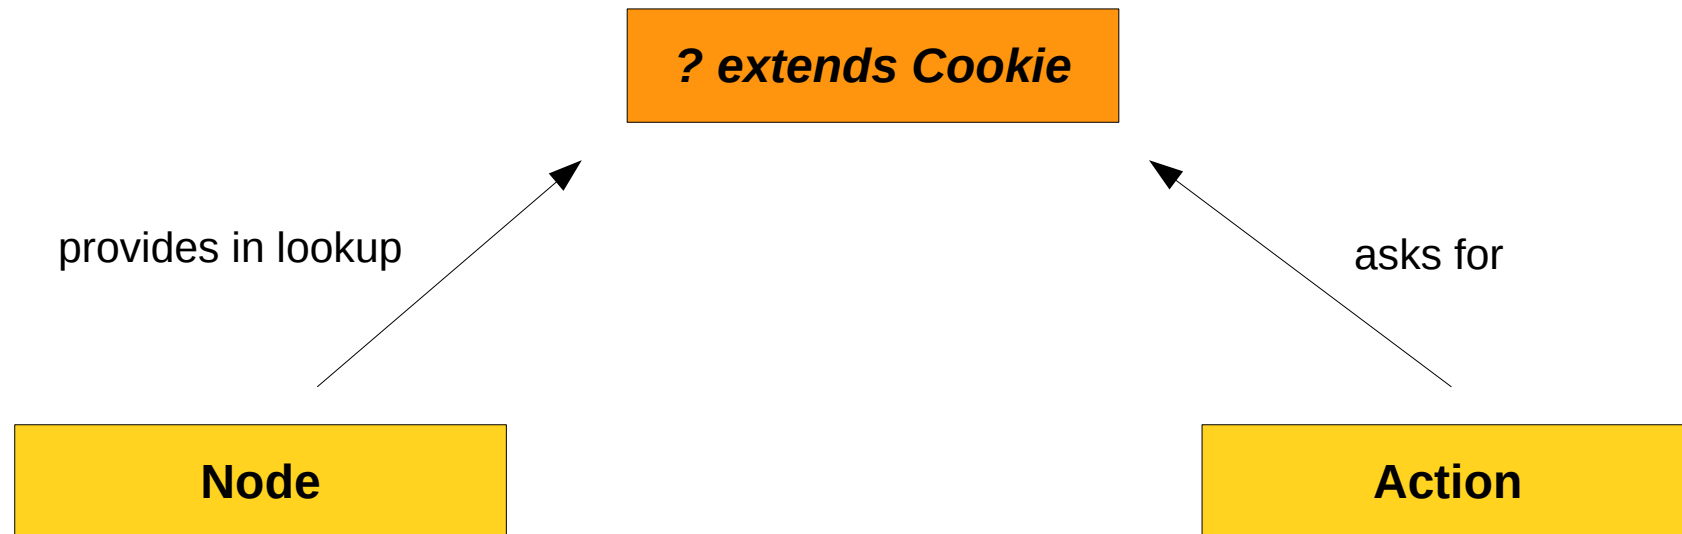 ? extends Cookie
provides in lookup
asks for
Node
Action